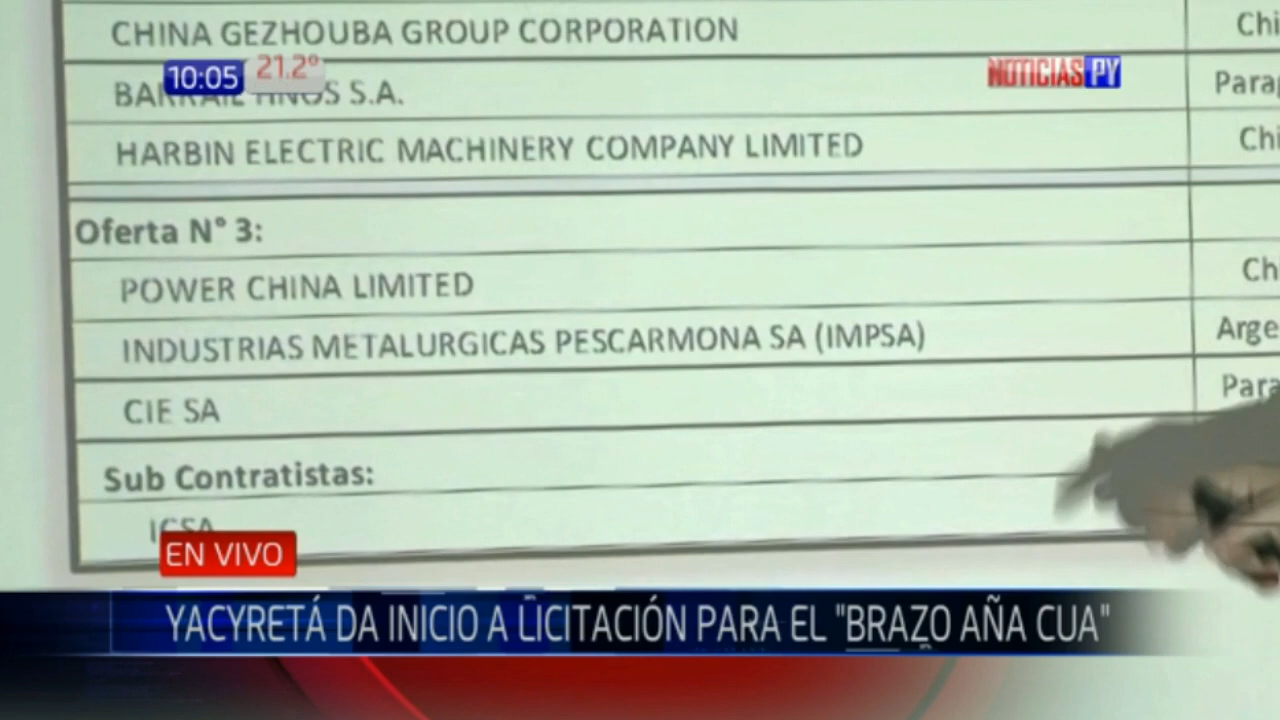 CHINA GEZHOUBA GROUP CORPORATION
Chi
10:05 21.2°
NOTICIAS PY
S.A.
Parag
HARBIN ELECTRIC MACHINERY COMPANY LIMITED
Chi
Oferta N° 3:
POWER CHINA LIMITED
Chi
INDUSTRIAS METALURGICAS PESCARMONA SA (IMPSA)
Arge
CIE SA
Para
Sub Contratistas:
ICSA
EN VIVO
YACYRETÁ DA INICIO A LICITACIÓN PARA EL "BRAZO AÑA CUA"